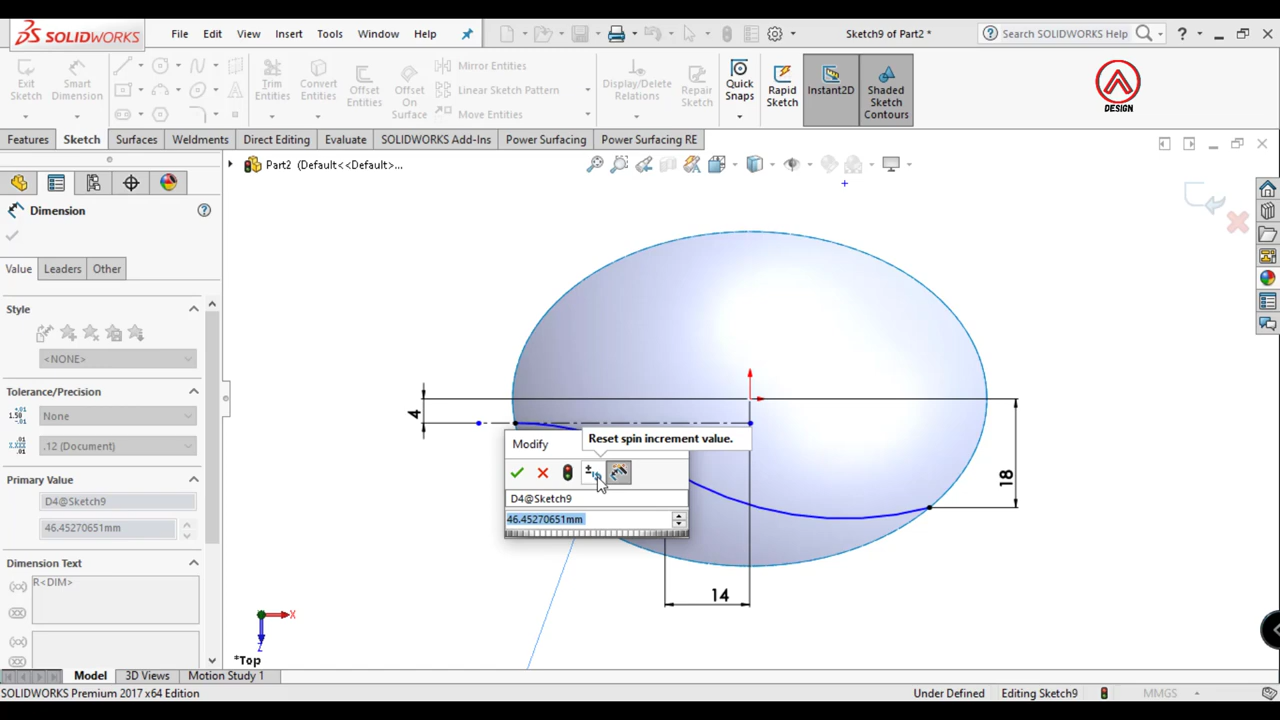 SOLIDWORKS
File Edit View Insert Tools Window Help
Sketch9 of Part2 *
Search SOLIDWORKS Help
Exit Sketch
Smart Dimension
Trim Entities
Convert Entities
Offset Entities
Offset On Surface
Mirror Entities
Linear Sketch Pattern
Move Entities
Display/Delete Relations
Repair Sketch
Quick Snaps
Rapid Sketch
Instant2D
Shaded Sketch Contours
DESIGN
Features Sketch Surfaces Weldments Direct Editing Evaluate SOLIDWORKS Add-Ins Power Surfacing Power Surfacing RE
Part2 (Default<<Default>...
Dimension
Value Leaders Other
Style
<NONE>
Tolerance/Precision
None
.12 (Document)
Primary Value
D4@Sketch9
46.45270651mm
Dimension Text
R<DIM>
4
Modify
Reset spin increment value.
D4@Sketch9
46.45270651mm
18
14
X
Z
*Top
Model 3D Views Motion Study 1
SOLIDWORKS Premium 2017 x64 Edition
Under Defined Editing Sketch9 MMGS